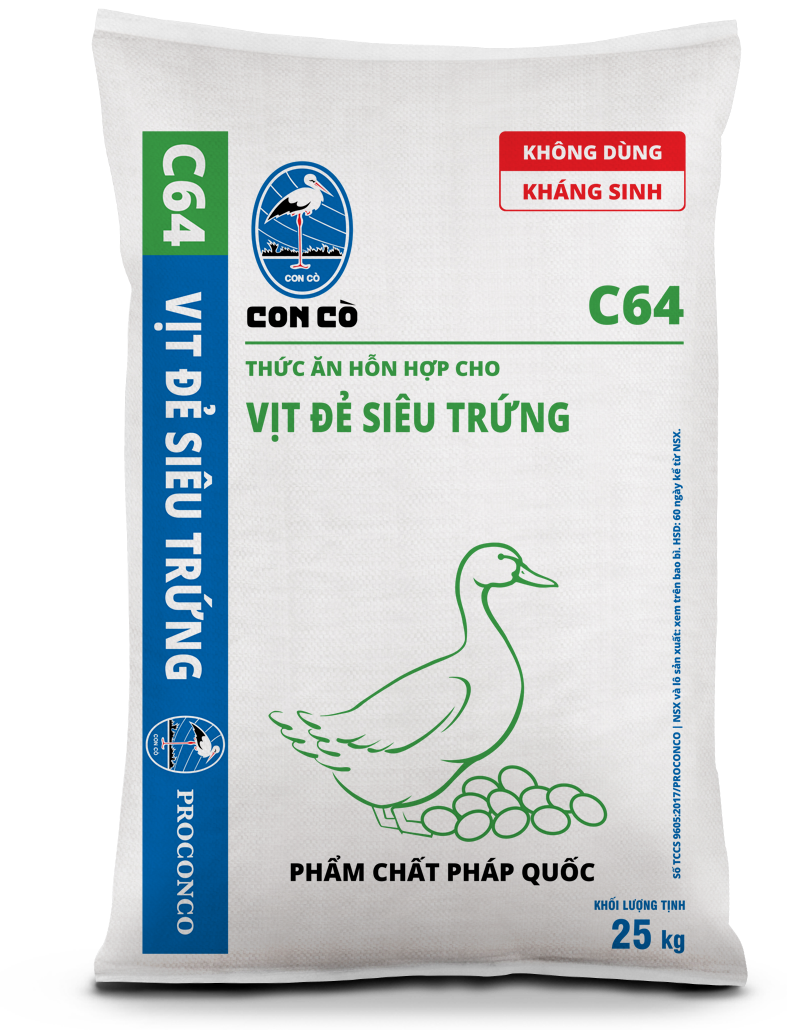 C64
VỊT ĐẺ SIÊU TRỨNG
CON CÒ
PROCONCO
CON CÒ
CON CÒ
KHÔNG DÙNG
KHÁNG SINH
C64
THỨC ĂN HỖN HỢP CHO
VỊT ĐẺ SIÊU TRỨNG
Số TCCS 9605:2017/PROCONCO | NSX và lô sản xuất: xem trên bao bì. HSD: 60 ngày kể từ NSX.
PHẨM CHẤT PHÁP QUỐC
KHỐI LƯỢNG TỊNH
25 kg